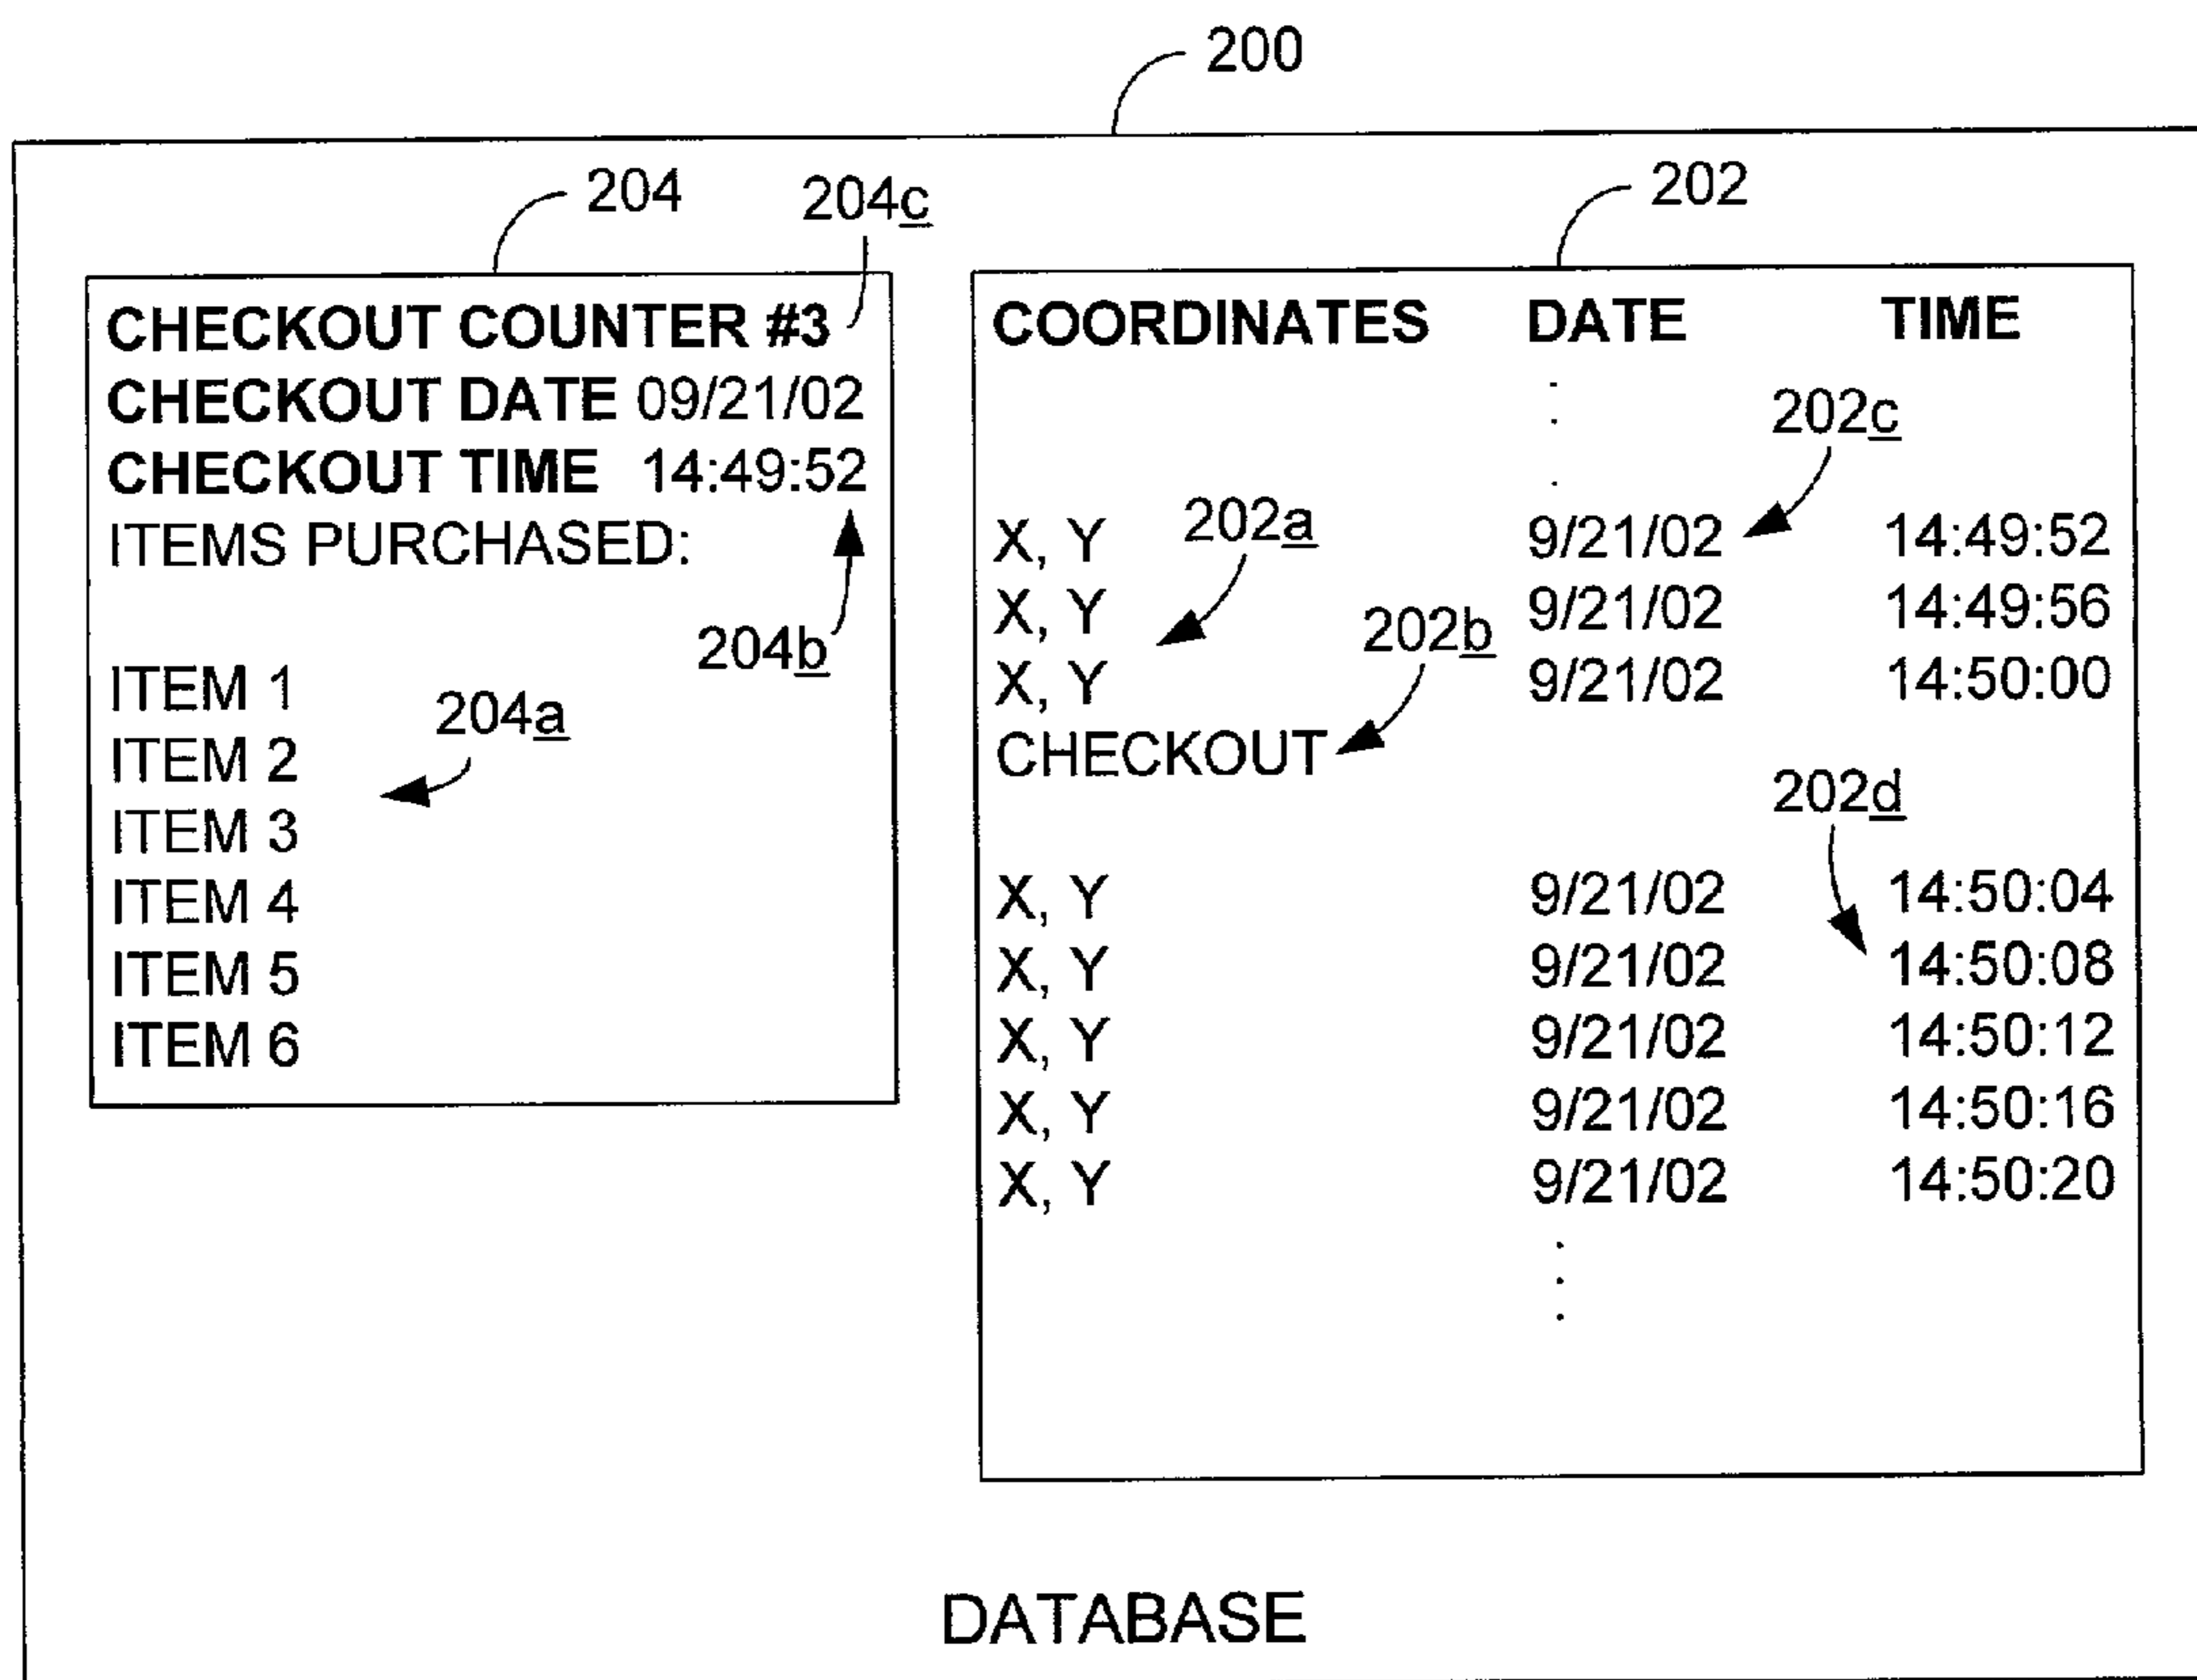 200
204
204c
202
CHECKOUT COUNTER #3
CHECKOUT DATE 09/21/02
CHECKOUT TIME 14:49:52
ITEMS PURCHASED:
204b
ITEM 1
204a
ITEM 2
ITEM 3
ITEM 4
ITEM 5
ITEM 6
COORDINATES DATE TIME
202c
X, Y 202a 9/21/02 14:49:52
X, Y 9/21/02 14:49:56
202b
X, Y 9/21/02 14:50:00
CHECKOUT
202d
X, Y 9/21/02 14:50:04
X, Y 9/21/02 14:50:08
X, Y 9/21/02 14:50:12
X, Y 9/21/02 14:50:16
X, Y 9/21/02 14:50:20
DATABASE